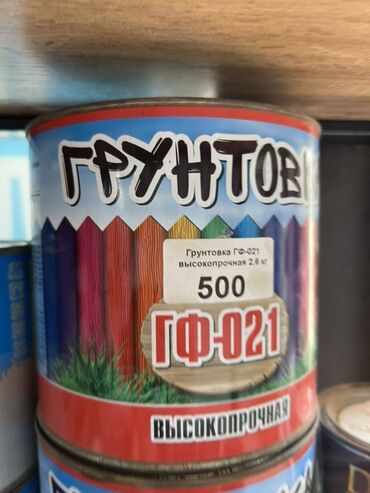 ГРУНТОВ
Грунтовка ГФ-021
высокопрочная 2,6 кг
500
ГФ-021
ВЫСОКОПРОЧНАЯ